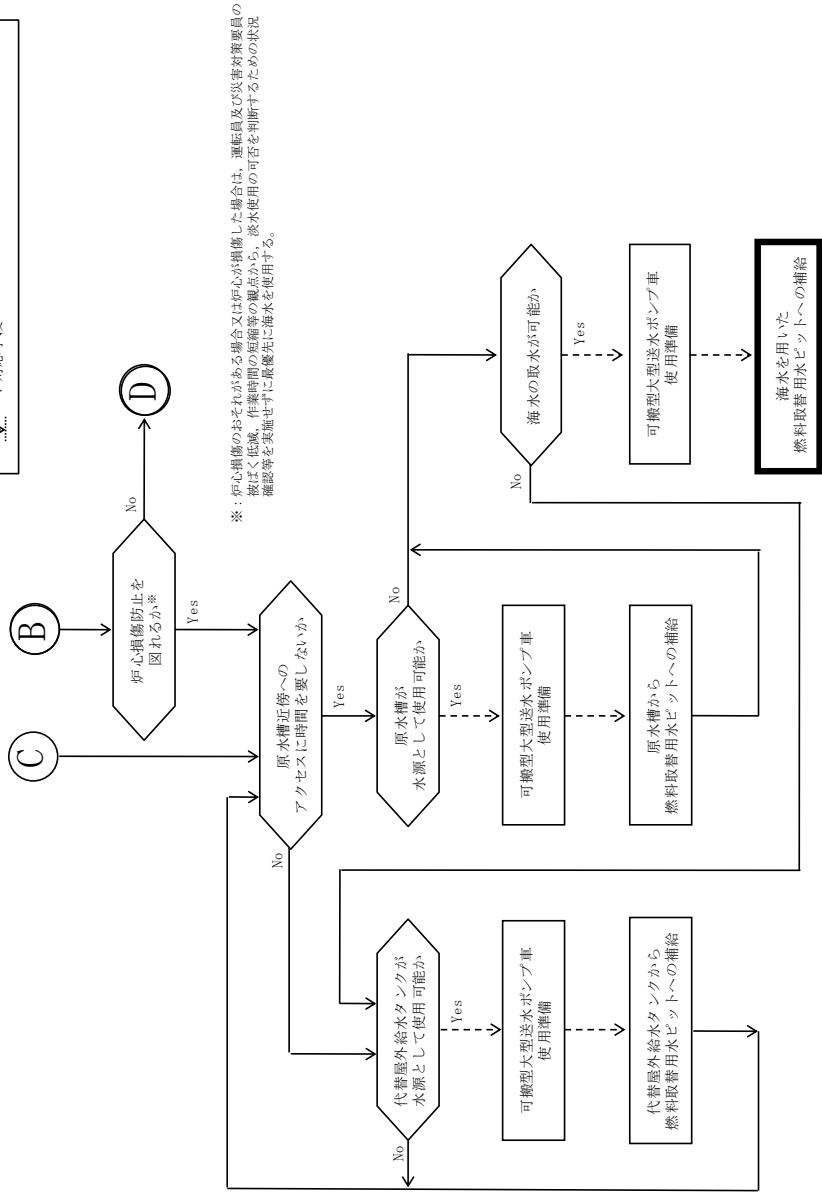 B
C
D
炉心損傷防止を
図れるか※
No
Yes
※：炉心損傷のおそれがある場合又は炉心が損傷した場合は，運転員及び災害対策要員の
被ばく低減，作業時間の短縮等の観点から，淡水使用の可否を判断するための状況
確認等を実施せずに最優先に海水を使用する。
原水槽近傍への
アクセスに時間を要しないか
No
Yes
代替屋外給水タンクが
水源として使用可能か
No
Yes
可搬型大型送水ポンプ車
使用準備
代替屋外給水タンクから
燃料取替用水ピットへの補給
原水槽が
水源として使用可能か
No
Yes
可搬型大型送水ポンプ車
使用準備
原水槽から
燃料取替用水ピットへの補給
海水の取水が可能か
No
Yes
可搬型大型送水ポンプ車
使用準備
海水を用いた
燃料取替用水ピットへの補給